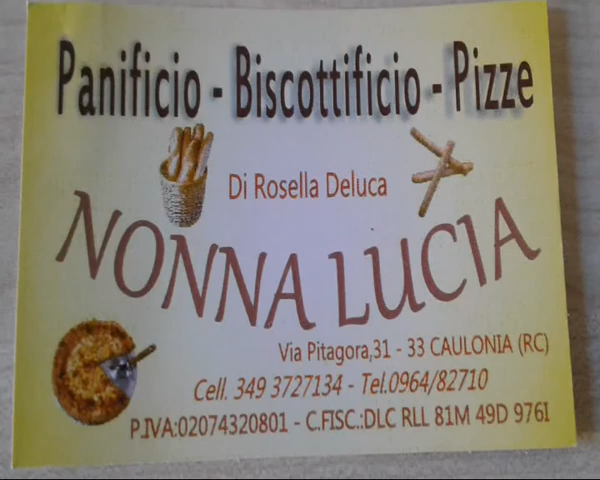 Panificio - Biscottificio - Pizze
Di Rosella Deluca
NONNA LUCIA
Via Pitagora,31 - 33 CAULONIA (RC)
Cell. 349 3727134 - Tel.0964/82710
P.IVA:02074320801 - C.FISC.:DLC RLL 81M 49D 976I